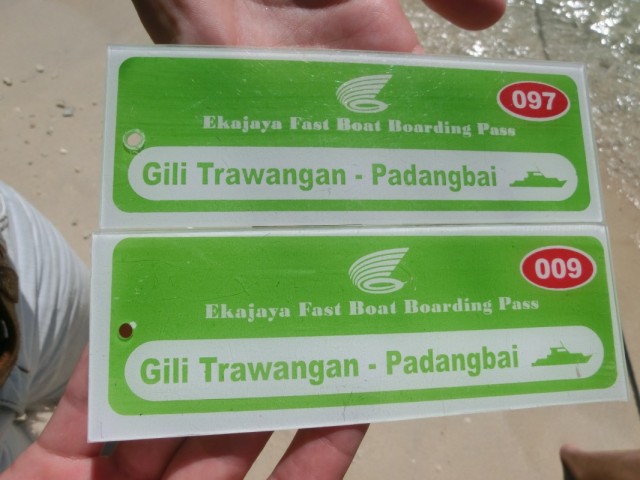 097
Ekajaya Fast Boat Boarding Pass
Gili Trawangan - Padangbai
009
Ekajaya Fast Boat Boarding Pass
Gili Trawangan - Padangbai